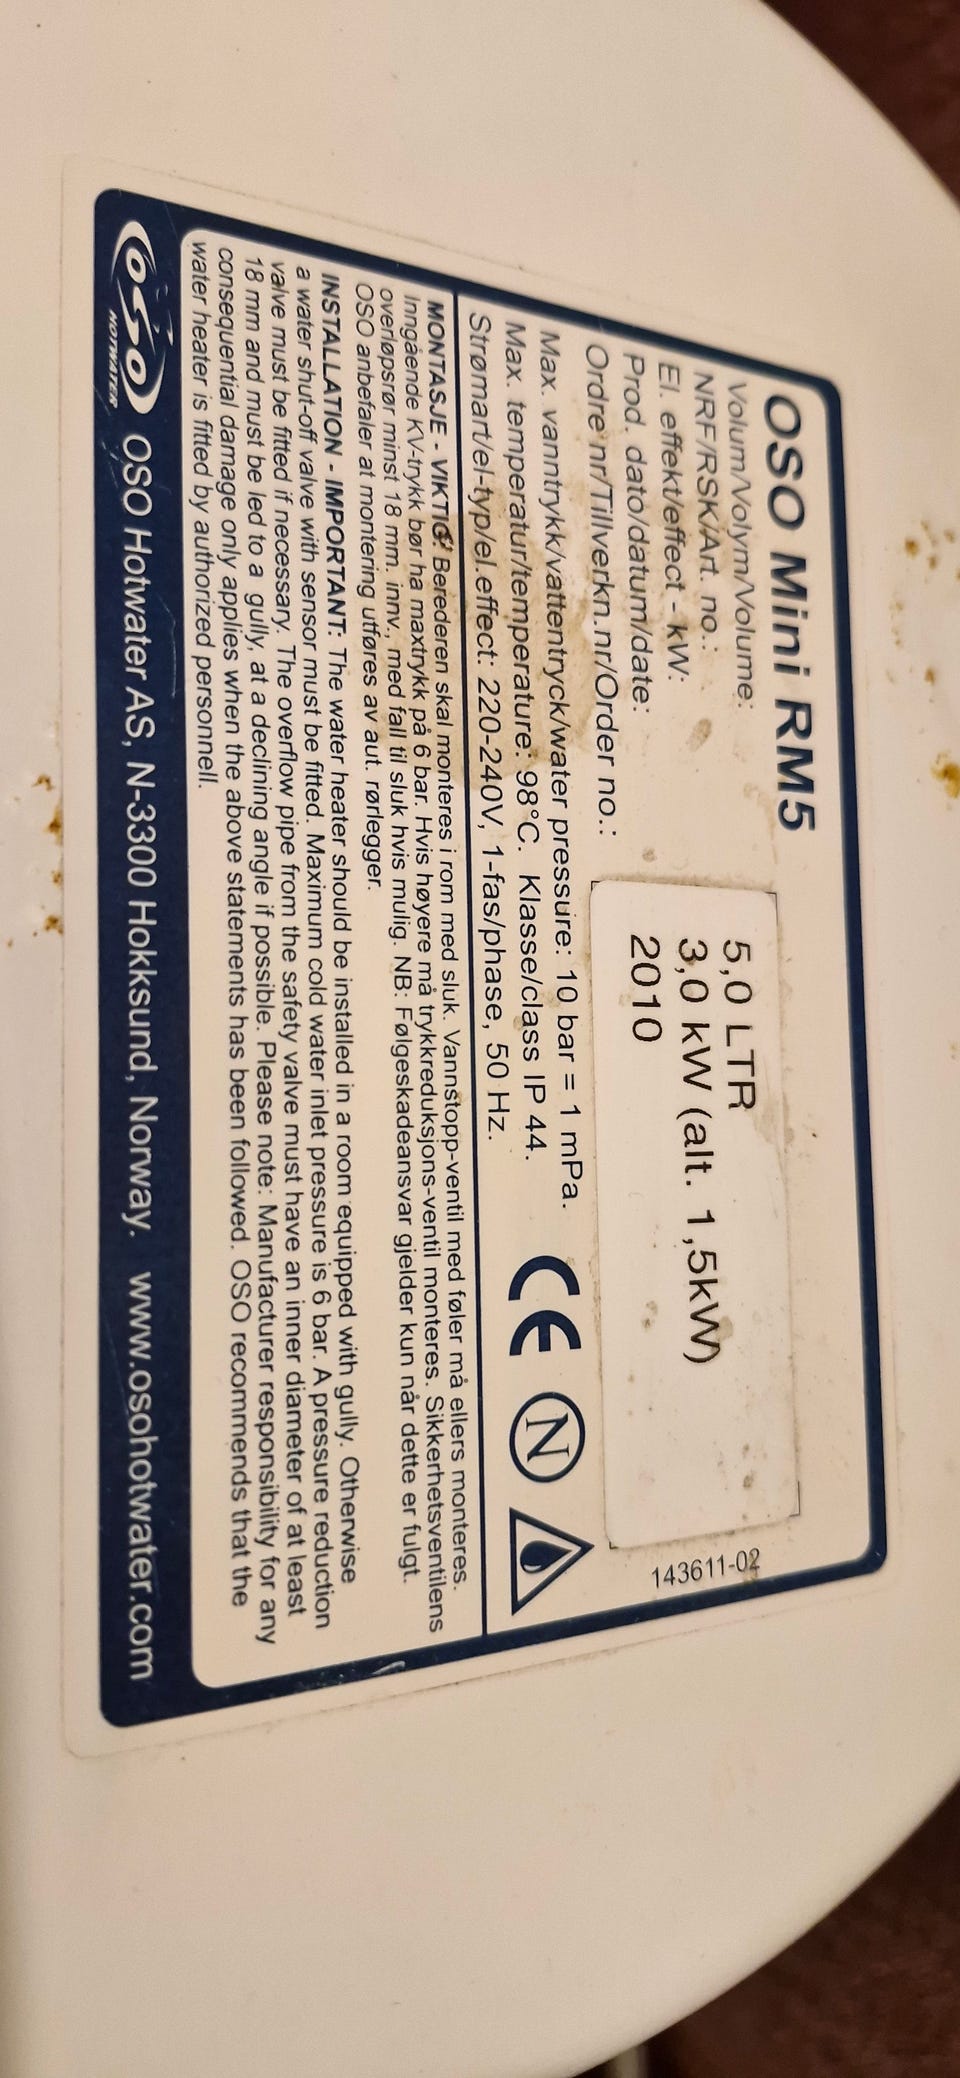 OSO Mini RM5
Volum/Volym/Volume: 5,0 LTR
NRF/RSK/Art. no.:
El. effekt/effect - kW: 3,0 kW (alt. 1,5kW)
Prod. dato/datum/date: 2010
Ordre nr/Tillverkn.nr/Order no.:
143611-02
Max. vanntrykk/vattentryck/water pressure: 10 bar = 1 mPa.
Max. temperatur/temperature: 98°C. Klasse/class IP 44.
Strømart/el-typ/el.effect: 220-240V, 1-fas/phase, 50 Hz.
CE N
MONTASJE - VIKTIG! Berederen skal monteres i rom med sluk. Vannstopp-ventil med føler må ellers monteres.
Inngående KV-trykk bør ha maxtrykk på 6 bar. Hvis høyere må trykkreduksjons-ventil monteres. Sikkerhetsventilens
overløpsrør minst 18 mm. innv., med fall til sluk hvis mulig. NB: Følgeskadeansvar gjelder kun når dette er fulgt.
OSO anbefaler at montering utføres av aut. rørlegger.
INSTALLATION - IMPORTANT: The water heater should be installed in a room equipped with gully. Otherwise
a water shut-off valve with sensor must be fitted. Maximum cold water inlet pressure is 6 bar. A pressure reduction
valve must be fitted if necessary. The overflow pipe from the safety valve must have an inner diameter of at least
18 mm and must be led to a gully, at a declining angle if possible. Please note: Manufacturer responsibility for any
consequential damage only applies when the above statements has been followed. OSO recommends that the
water heater is fitted by authorized personnell.
OSO HOTWATER OSO Hotwater AS, N-3300 Hokksund, Norway. www.osohotwater.com